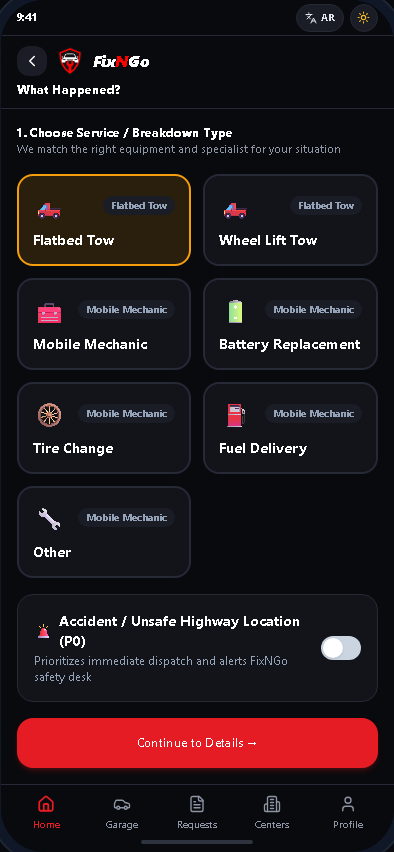 9:41
AR
FixNGo
What Happened?
1. Choose Service / Breakdown Type
We match the right equipment and specialist for your situation
Flatbed Tow
Flatbed Tow
Flatbed Tow
Wheel Lift Tow
Mobile Mechanic
Mobile Mechanic
Mobile Mechanic
Battery Replacement
Mobile Mechanic
Tire Change
Mobile Mechanic
Fuel Delivery
Mobile Mechanic
Other
Accident / Unsafe Highway Location
(P0)
Prioritizes immediate dispatch and alerts FixNGo
safety desk
Continue to Details →
Home
Garage
Requests
Centers
Profile